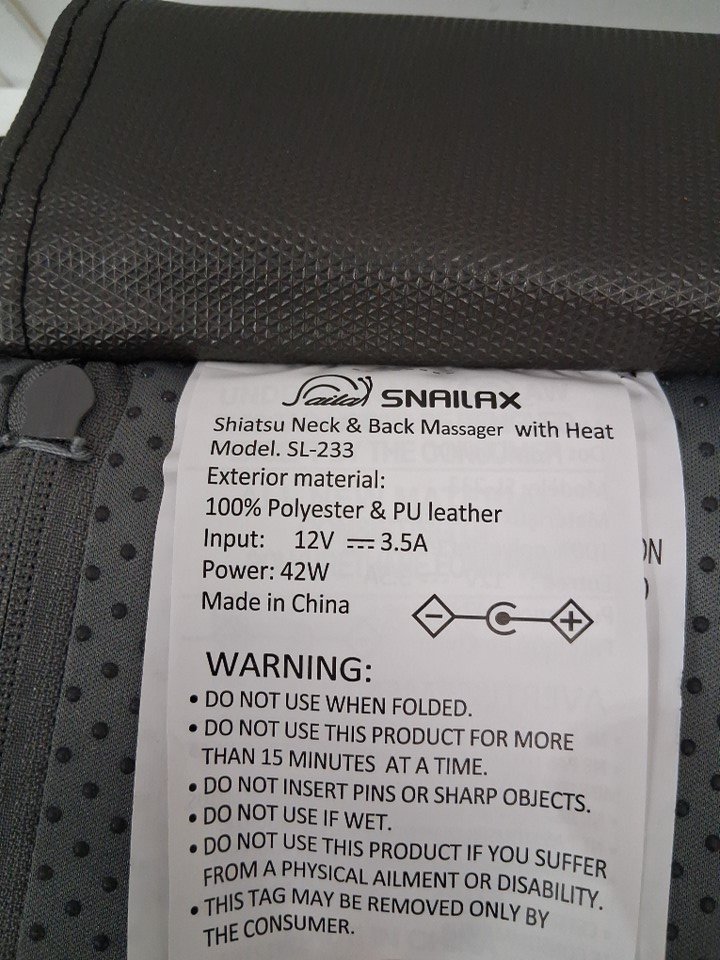 Snailax SNAILAX
Shiatsu Neck & Back Massager with Heat
Model. SL-233
Exterior material:
100% Polyester & PU leather
Input: 12V ⎓ 3.5A
Power: 42W
Made in China
WARNING:
• DO NOT USE WHEN FOLDED.
• DO NOT USE THIS PRODUCT FOR MORE
THAN 15 MINUTES AT A TIME.
• DO NOT INSERT PINS OR SHARP OBJECTS.
• DO NOT USE IF WET.
• DO NOT USE THIS PRODUCT IF YOU SUFFER
FROM A PHYSICAL AILMENT OR DISABILITY.
• THIS TAG MAY BE REMOVED ONLY BY
THE CONSUMER.